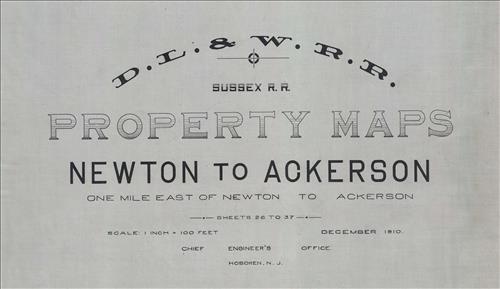 D.L.& W.R.R.
SUSSEX R.R.
PROPERTY MAPS
NEWTON TO ACKERSON
ONE MILE EAST OF NEWTON TO ACKERSON
SHEETS 26 TO 37
SCALE: 1 INCH = 100 FEET DECEMBER 1910.
CHIEF ENGINEER'S OFFICE
HOBOKEN, N.J.